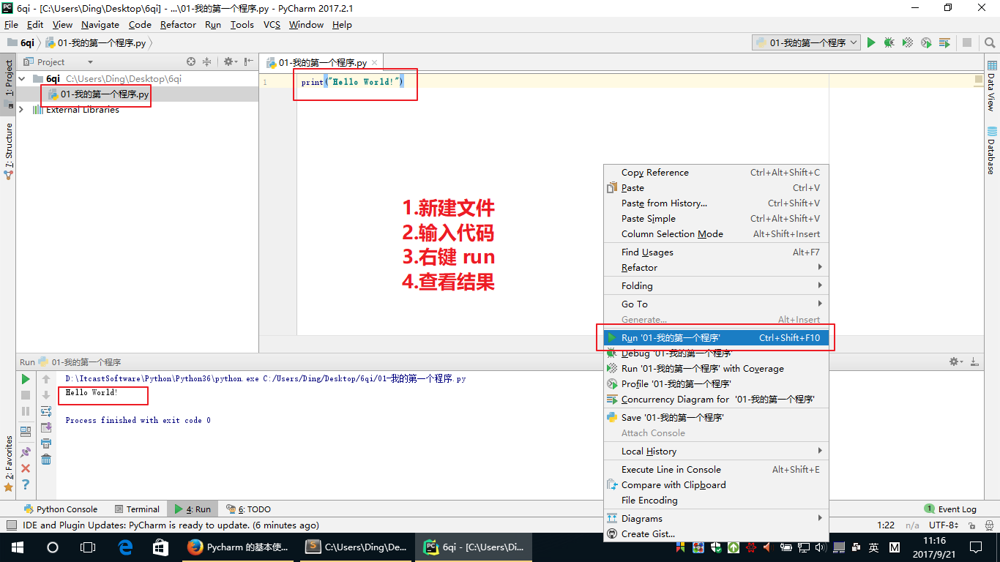 6qi - [C:\Users\Ding\Desktop\6qi] - ...\01-我的第一个程序.py - PyCharm 2017.2.1
File Edit View Navigate Code Refactor Run Tools VCS Window Help
6qi 01-我的第一个程序.py
01-我的第一个程序
1: Project
Project
01-我的第一个程序.py
6qi C:\Users\Ding\Desktop\6qi
01-我的第一个程序.py
External Libraries
7: Structure
2: Favorites
1 print("Hello World!")
Data View
Database
1.新建文件
2.输入代码
3.右键 run
4.查看结果
Copy Reference Ctrl+Alt+Shift+C
Paste Ctrl+V
Paste from History... Ctrl+Shift+V
Paste Simple Ctrl+Alt+Shift+V
Column Selection Mode Alt+Shift+Insert
Find Usages Alt+F7
Refactor
Folding
Go To
Generate... Alt+Insert
Run '01-我的第一个程序' Ctrl+Shift+F10
Debug '01-我的第一个程序'
Run '01-我的第一个程序' with Coverage
Profile '01-我的第一个程序'
Concurrency Diagram for '01-我的第一个程序'
Save '01-我的第一个程序'
Attach Console
Local History
Execute Line in Console Alt+Shift+E
Compare with Clipboard
File Encoding
Diagrams
Create Gist...
Run 01-我的第一个程序
D:\ItcastSoftware\Python\Python36\python.exe C:/Users/Ding/Desktop/6qi/01-我的第一个程序.py
Hello World!
Process finished with exit code 0
Python Console Terminal 4: Run 6: TODO
1 Event Log
IDE and Plugin Updates: PyCharm is ready to update. (6 minutes ago)
1:22 n/a UTF-8
Pycharm 的基本使... C:\Users\Ding\De... 6qi - [C:\Users\Di...
英 M
11:16
2017/9/21